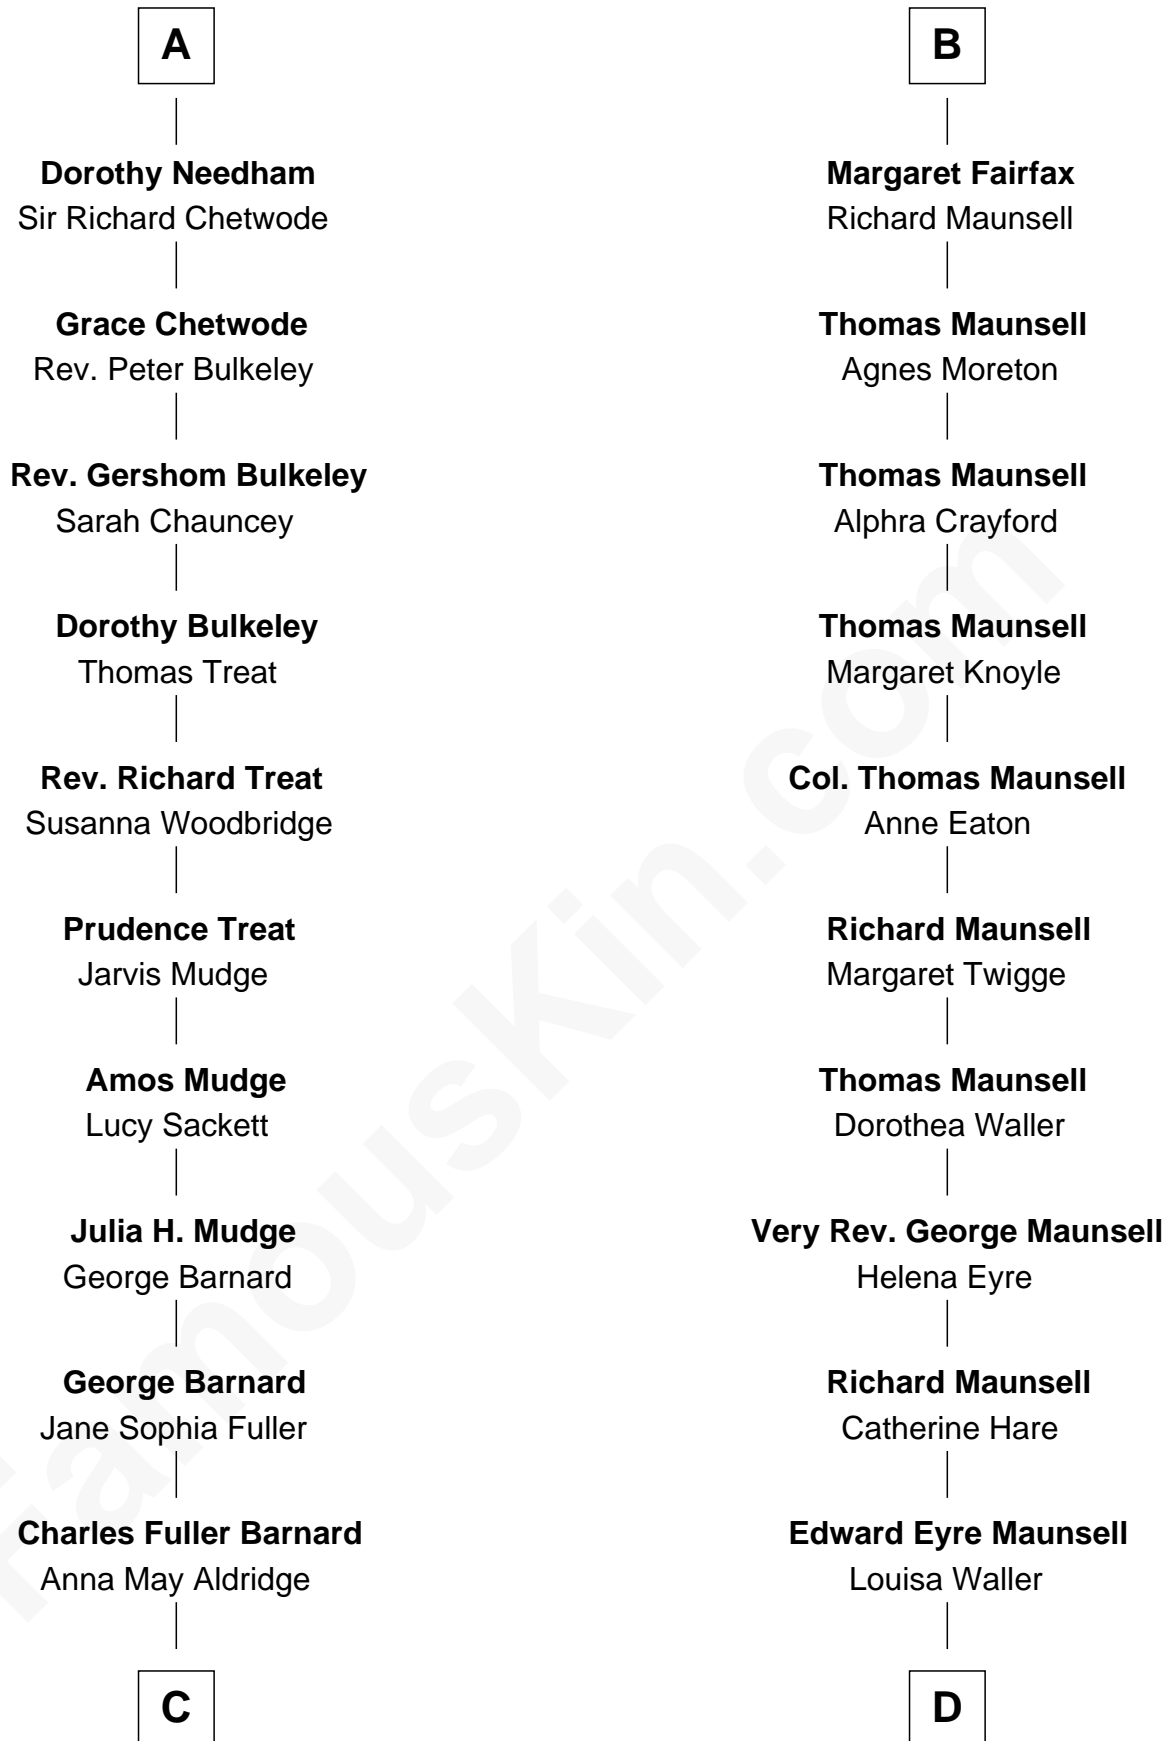 A
Dorothy Needham
Sir Richard Chetwode
Grace Chetwode
Rev. Peter Bulkeley
Rev. Gershom Bulkeley
Sarah Chauncey
Dorothy Bulkeley
Thomas Treat
Rev. Richard Treat
Susanna Woodbridge
Prudence Treat
Jarvis Mudge
Amos Mudge
Lucy Sackett
Julia H. Mudge
George Barnard
George Barnard
Jane Sophia Fuller
Charles Fuller Barnard
Anna May Aldridge
C
B
Margaret Fairfax
Richard Maunsell
Thomas Maunsell
Agnes Moreton
Thomas Maunsell
Alphra Crayford
Thomas Maunsell
Margaret Knoyle
Col. Thomas Maunsell
Anne Eaton
Richard Maunsell
Margaret Twigge
Thomas Maunsell
Dorothea Waller
Very Rev. George Maunsell
Helena Eyre
Richard Maunsell
Catherine Hare
Edward Eyre Maunsell
Louisa Waller
D
FamousKin.com